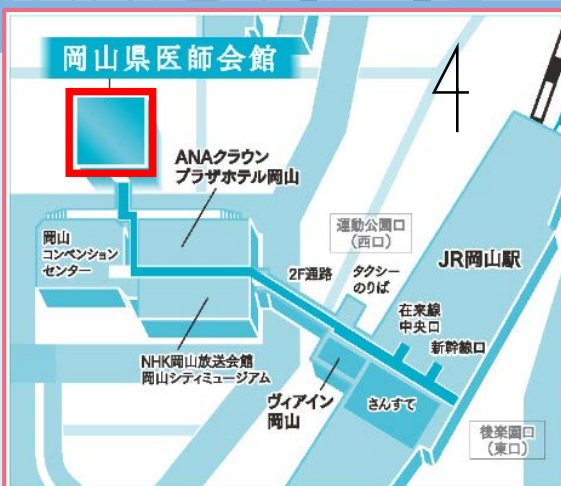 岡山県医師会館
ANAクラウン
プラザホテル岡山
岡山
コンベンション
センター
運動公園口
(西口)
2F通路
タクシー
のりば
JR岡山駅
在来線
中央口
新幹線口
NHK岡山放送会館
岡山シティミュージアム
ヴィアイン
岡山
さんすて
後楽園口
(東口)